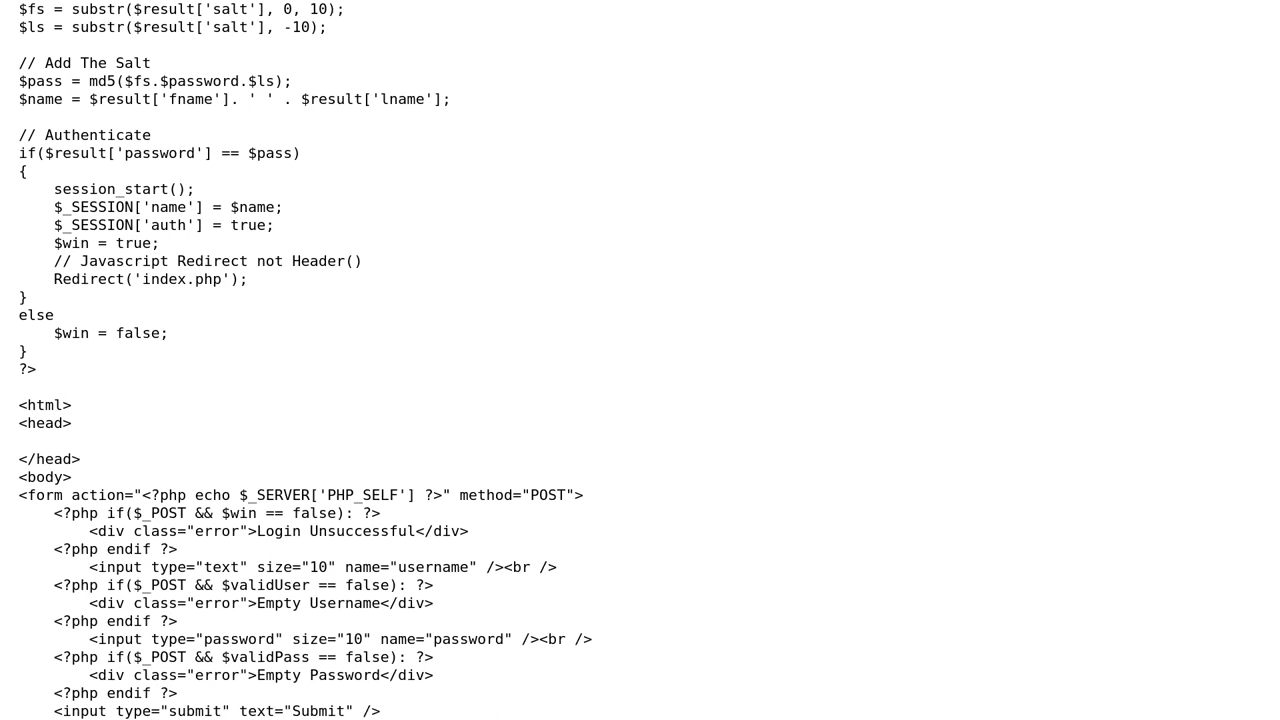 $fs = substr($result['salt'], 0, 10);
$ls = substr($result['salt'], -10);

// Add The Salt
$pass = md5($fs.$password.$ls);
$name = $result['fname']. ' ' . $result['lname'];

// Authenticate
if($result['password'] == $pass)
{
    session_start();
    $_SESSION['name'] = $name;
    $_SESSION['auth'] = true;
    $win = true;
    // Javascript Redirect not Header()
    Redirect('index.php');
}
else
    $win = false;
}
?>

<html>
<head>

</head>
<body>
<form action="<?php echo $_SERVER['PHP_SELF'] ?>" method="POST">
    <?php if($_POST && $win == false): ?>
        <div class="error">Login Unsuccessful</div>
    <?php endif ?>
        <input type="text" size="10" name="username" /><br />
    <?php if($_POST && $validUser == false): ?>
        <div class="error">Empty Username</div>
    <?php endif ?>
        <input type="password" size="10" name="password" /><br />
    <?php if($_POST && $validPass == false): ?>
        <div class="error">Empty Password</div>
    <?php endif ?>
    <input type="submit" text="Submit" />